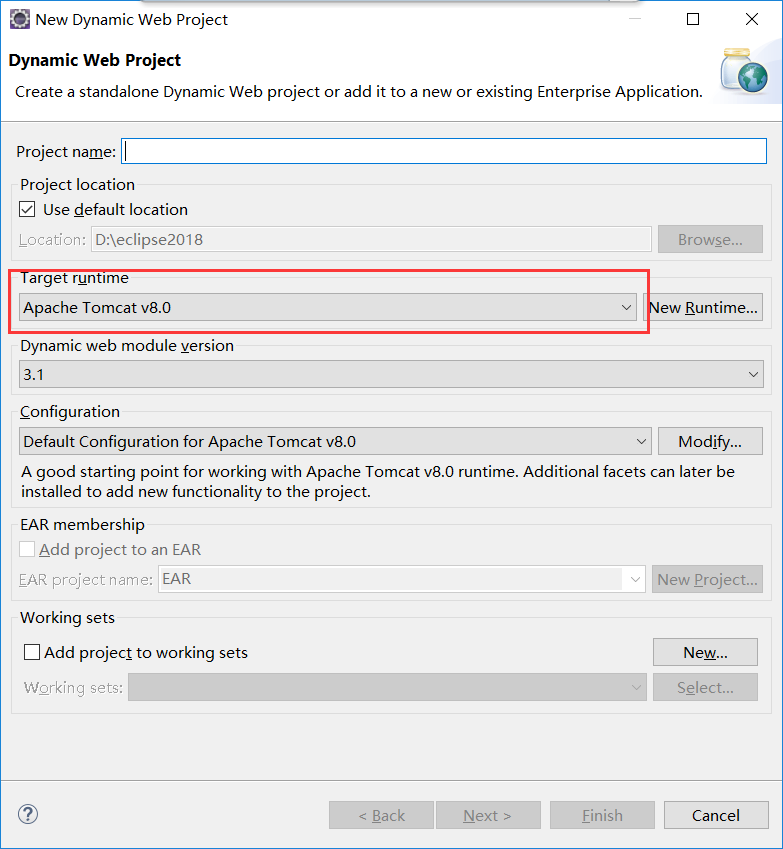 New Dynamic Web Project
Dynamic Web Project
Create a standalone Dynamic Web project or add it to a new or existing Enterprise Application.
Project name:
Project location
Use default location
Location: D:\eclipse2018 Browse...
Target runtime
Apache Tomcat v8.0 New Runtime...
Dynamic web module version
3.1
Configuration
Default Configuration for Apache Tomcat v8.0 Modify...
A good starting point for working with Apache Tomcat v8.0 runtime. Additional facets can later be
installed to add new functionality to the project.
EAR membership
Add project to an EAR
EAR project name: EAR New Project...
Working sets
Add project to working sets New...
Working sets: Select...
? < Back Next > Finish Cancel